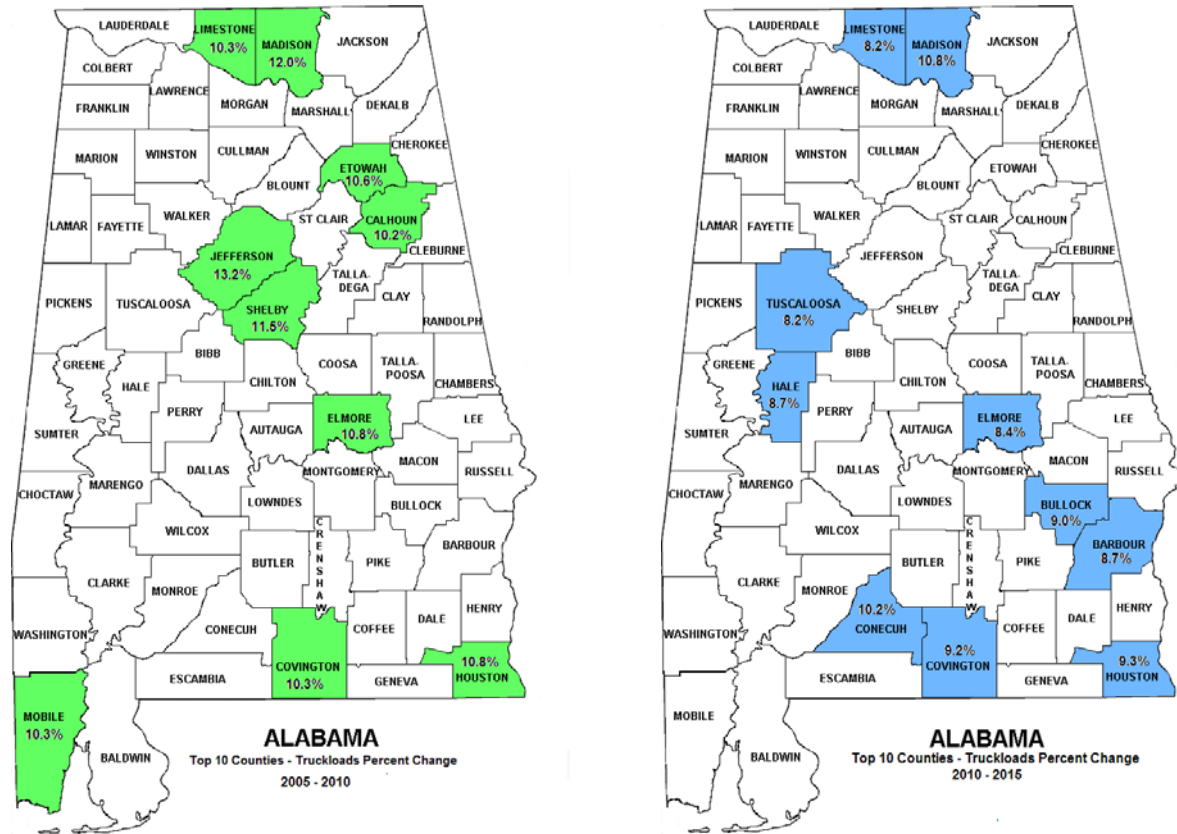 LAUDERDALE
LIMESTONE
10.3%
MADISON
12.0%
JACKSON
COLBERT
LAWRENCE
FRANKLIN
MORGAN
MARSHALL
DEKALB
CHEROKEE
MARION
WINSTON
CULLMAN
ETOWAH
10.6%
BLOUNT
LAMAR
FAYETTE
WALKER
ST CLAIR
CALHOUN
10.2%
CLEBURNE
JEFFERSON
13.2%
TALLA-
DEGA
PICKENS
TUSCALOOSA
SHELBY
11.5%
CLAY
RANDOLPH
GREENE
BIBB
COOSA
TALLA-
POOSA
HALE
CHILTON
CHAMBERS
PERRY
ELMORE
10.8%
LEE
SUMTER
AUTAUGA
MACON
DALLAS
MONTGOMERY
RUSSELL
MARENGO
CHOCTAW
LOWNDES
BULLOCK
WILCOX
CRENSHAW
BARBOUR
BUTLER
PIKE
CLARKE
MONROE
HENRY
DALE
WASHINGTON
CONECUH
COFFEE
COVINGTON
10.3%
10.8%
HOUSTON
ESCAMBIA
GENEVA
MOBILE
10.3%
BALDWIN
ALABAMA
Top 10 Counties - Truckloads Percent Change
2005 - 2010
LAUDERDALE
LIMESTONE
8.2%
MADISON
10.8%
JACKSON
COLBERT
LAWRENCE
FRANKLIN
MORGAN
MARSHALL
DEKALB
CHEROKEE
MARION
WINSTON
CULLMAN
ETOWAH
BLOUNT
LAMAR
FAYETTE
WALKER
ST CLAIR
CALHOUN
CLEBURNE
JEFFERSON
TALLA-
DEGA
PICKENS
TUSCALOOSA
8.2%
SHELBY
CLAY
RANDOLPH
GREENE
BIBB
COOSA
TALLA-
POOSA
HALE
8.7%
CHILTON
CHAMBERS
PERRY
ELMORE
8.4%
LEE
SUMTER
AUTAUGA
MACON
DALLAS
MONTGOMERY
RUSSELL
MARENGO
CHOCTAW
LOWNDES
BULLOCK
9.0%
WILCOX
CRENSHAW
BARBOUR
8.7%
BUTLER
PIKE
CLARKE
MONROE
HENRY
DALE
10.2%
CONECUH
WASHINGTON
COFFEE
9.2%
COVINGTON
9.3%
HOUSTON
ESCAMBIA
GENEVA
MOBILE
BALDWIN
ALABAMA
Top 10 Counties - Truckloads Percent Change
2010 - 2015